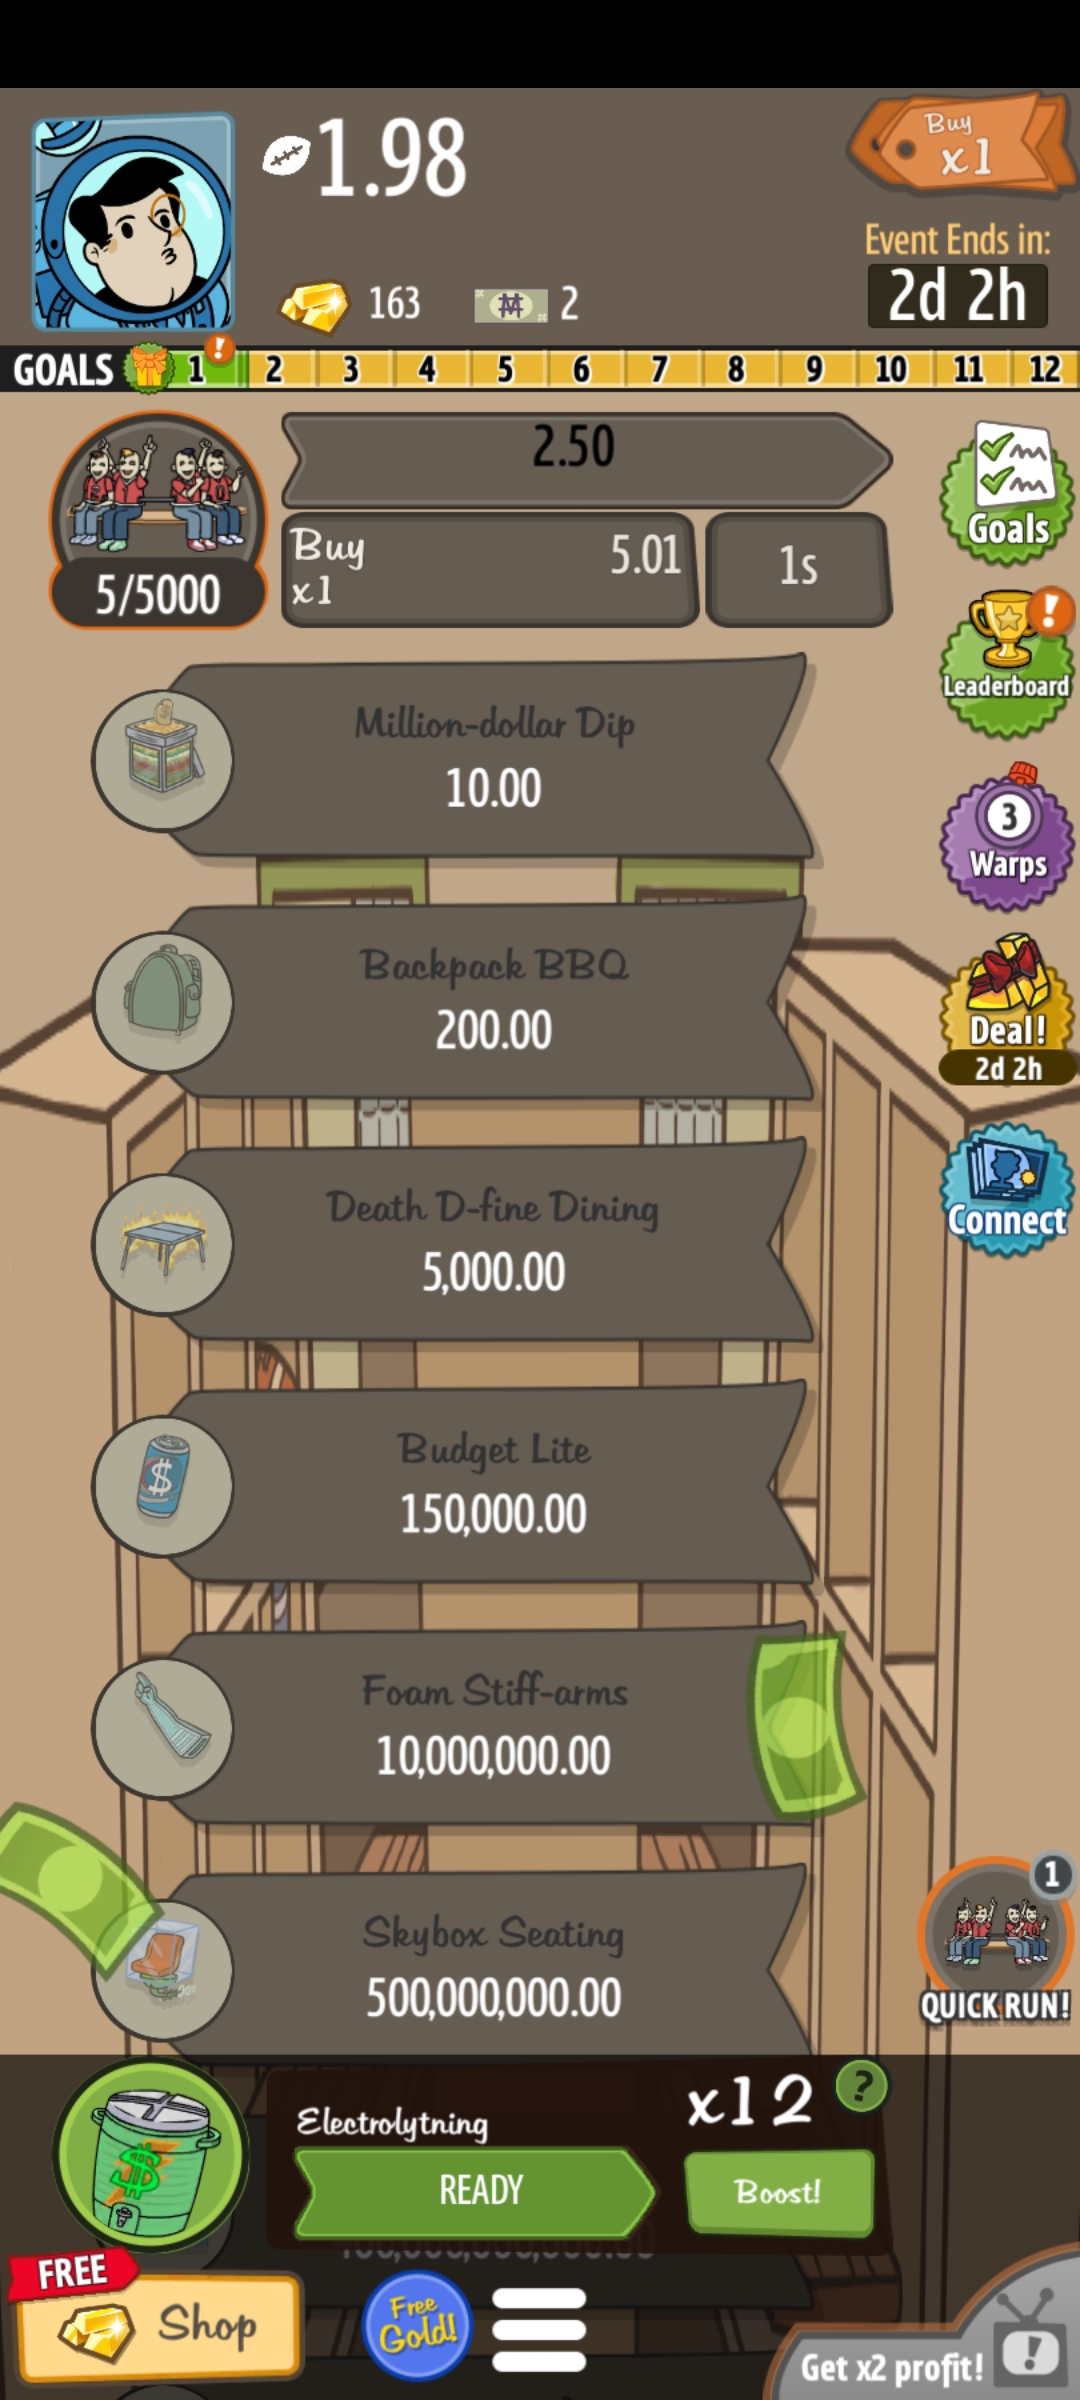 1.98
Buy
x1
Event Ends in:
2d 2h
163
2
GOALS 1 ! 2 3 4 5 6 7 8 9 10 11 12
2.50
Buy
x1
5.01
1s
5/5000
Goals
!
Leaderboard
Million-dollar Dip
10.00
3
Warps
Backpack BBQ
200.00
Deal!
2d 2h
Death D-fine Dining
5,000.00
Connect
Budget Lite
150,000.00
$
Foam Stiff-arms
10,000,000.00
Skybox Seating
500,000,000.00
1
QUICK RUN!
Electrolytning
x12
?
$
READY
Boost!
FREE
Shop
Free
Gold!
Get x2 profit!
!